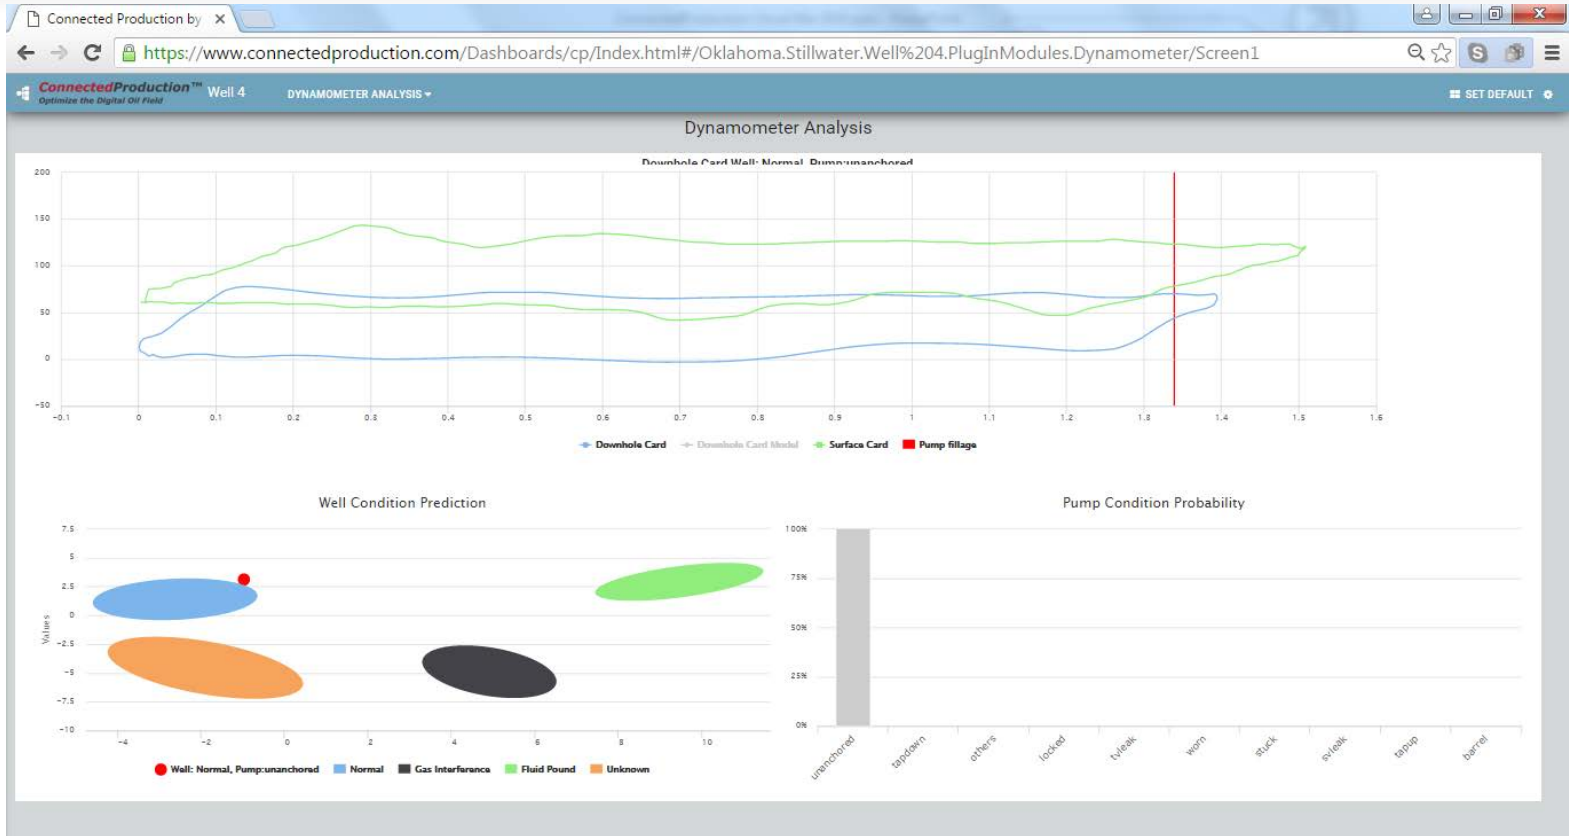 Connected Production by
https://www.connectedproduction.com/Dashboards/cp/Index.html#/Oklahoma.Stillwater.Well%204.PlugInModules.Dynamometer/Screen1
ConnectedProduction™ Well 4 DYNAMOMETER ANALYSIS SET DEFAULT
Optimize the Digital Oil Field
Dynamometer Analysis
Downhole Card Well: Normal, Pump:unanchored
200
150
100
50
0
-50
-0.1 0 0.1 0.2 0.3 0.4 0.5 0.6 0.7 0.8 0.9 1 1.1 1.2 1.3 1.4 1.5 1.6
Downhole Card Downhole Card Model Surface Card Pump fillage
Well Condition Prediction
7.5
5
2.5
0
-2.5
-5
-7.5
-10
Values
-4 -2 0 2 4 6 8 10
Well: Normal, Pump:unanchored Normal Gas Interference Fluid Pound Unknown
Pump Condition Probability
100%
75%
50%
25%
0%
unanchored tapdown others locked tvleak worn stuck svleak tapup barrel